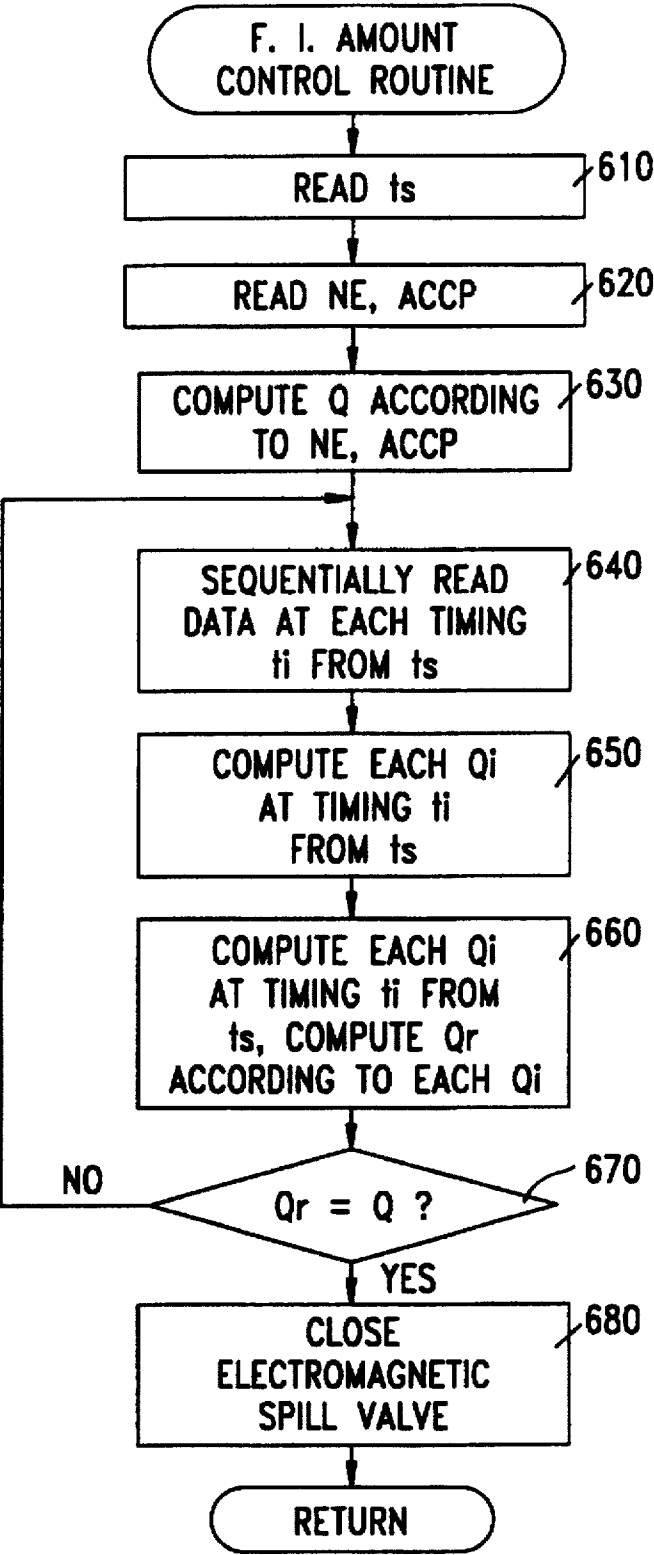 F. I. AMOUNT
CONTROL ROUTINE
READ ts
610
READ NE, ACCP
620
COMPUTE Q ACCORDING
TO NE, ACCP
630
SEQUENTIALLY READ
DATA AT EACH TIMING
ti FROM ts
640
COMPUTE EACH Qi
AT TIMING ti
FROM ts
650
COMPUTE EACH Qi
AT TIMING ti FROM
ts, COMPUTE Qr
ACCORDING TO EACH Qi
660
NO
Qr = Q ?
670
YES
CLOSE
ELECTROMAGNETIC
SPILL VALVE
680
RETURN